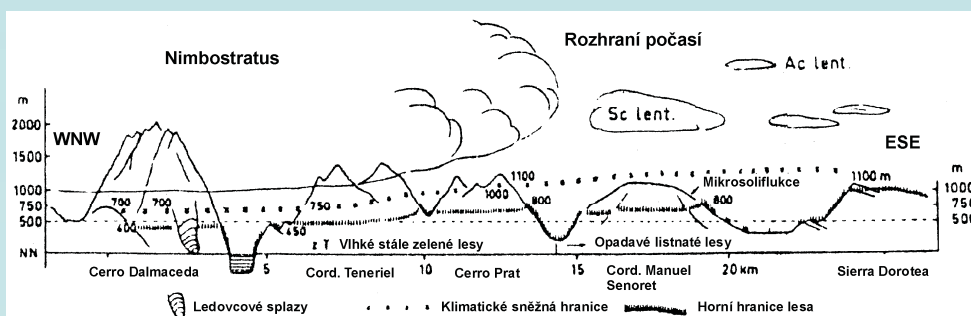 Nimbostratus
Rozhraní počasí
Ac lent.
Sc lent.
m
2000
1500
1000
750
500
NN
WNW
ESE
m
1000
750
500
700
700
400
750
450
1100
1000
800
Mikrosoliflukce
800
1100 m
Vlhké stále zelené lesy
Opadavé listnaté lesy
Cerro Dalmaceda
5
Cord. Teneriel
10
Cerro Prat
15
Cord. Manuel
Senoret
20 km
Sierra Dorotea
Ledovcové splazy
Klimatické sněžná hranice
Horní hranice lesa